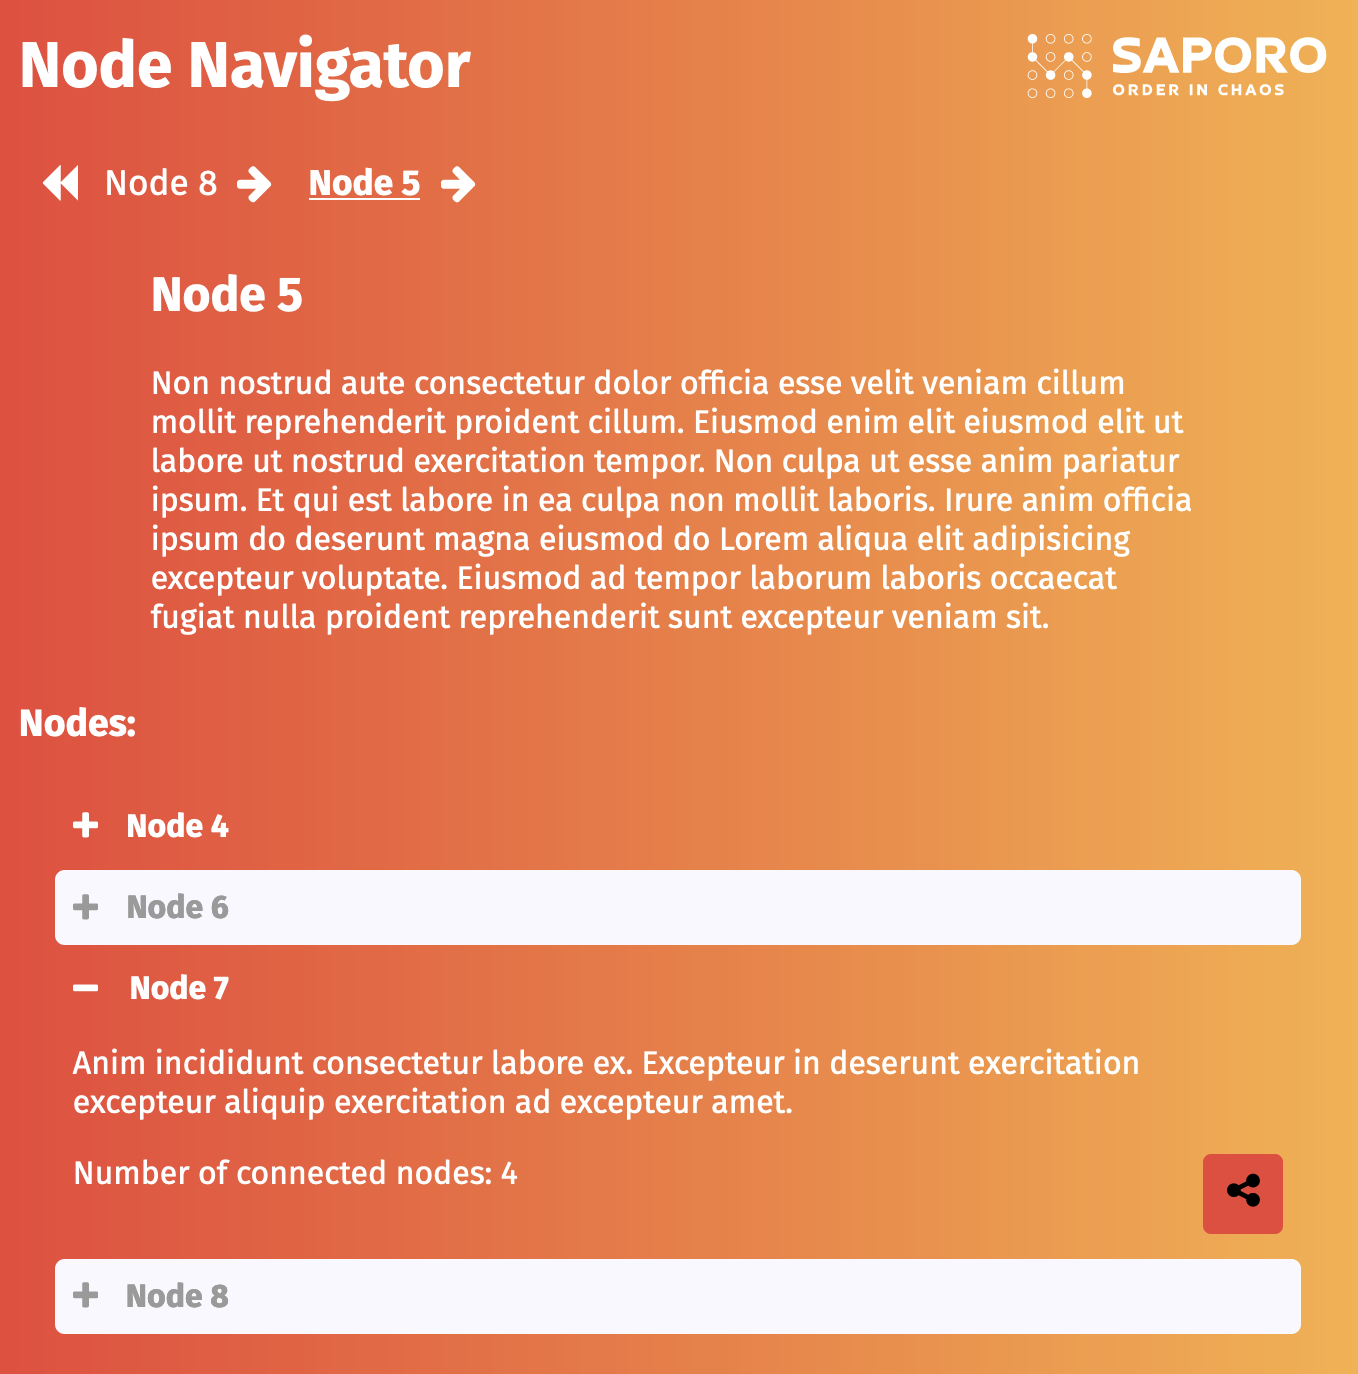 Node Navigator
SAPORO
ORDER IN CHAOS
Node 8
Node 5
Node 5
Non nostrud aute consectetur dolor officia esse velit veniam cillum
mollit reprehenderit proident cillum. Eiusmod enim elit eiusmod elit ut
labore ut nostrud exercitation tempor. Non culpa ut esse anim pariatur
ipsum. Et qui est labore in ea culpa non mollit laboris. Irure anim officia
ipsum do deserunt magna eiusmod do Lorem aliqua elit adipisicing
excepteur voluptate. Eiusmod ad tempor laborum laboris occaecat
fugiat nulla proident reprehenderit sunt excepteur veniam sit.
Nodes:
Node 4
Node 6
Node 7
Anim incididunt consectetur labore ex. Excepteur in deserunt exercitation
excepteur aliquip exercitation ad excepteur amet.
Number of connected nodes: 4
Node 8